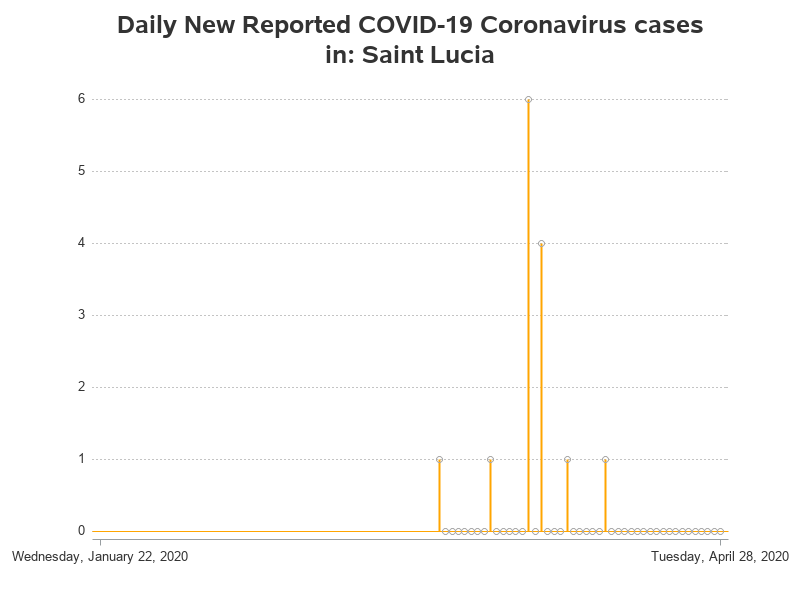 Daily New Reported COVID-19 Coronavirus cases
in: Saint Lucia
6
5
4
3
2
1
0
Wednesday, January 22, 2020
Tuesday, April 28, 2020